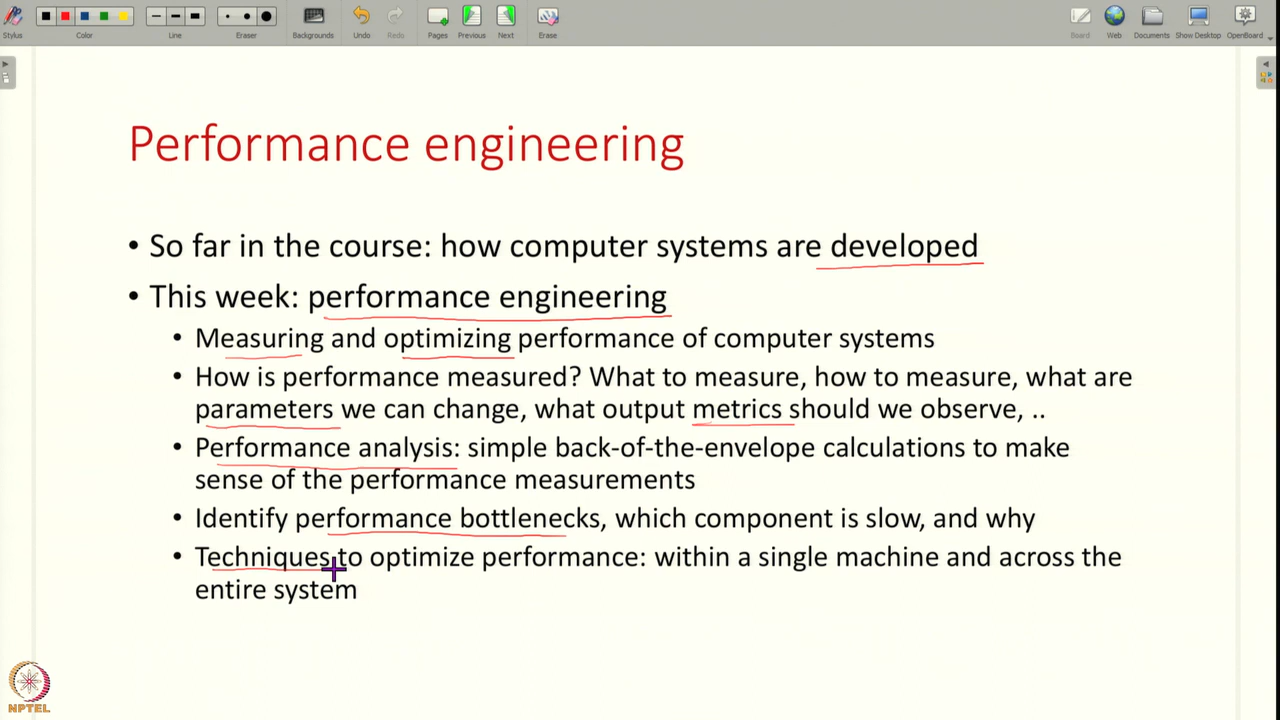 Stylus
Color
Line
Eraser
Backgrounds
Undo
Redo
Pages
Previous
Next
Erase
Board
Web
Documents
Show Desktop
OpenBoard
Performance engineering
• So far in the course: how computer systems are developed
• This week: performance engineering
• Measuring and optimizing performance of computer systems
• How is performance measured? What to measure, how to measure, what are
parameters we can change, what output metrics should we observe, ..
• Performance analysis: simple back-of-the-envelope calculations to make
sense of the performance measurements
• Identify performance bottlenecks, which component is slow, and why
• Techniques to optimize performance: within a single machine and across the
entire system
NPTEL